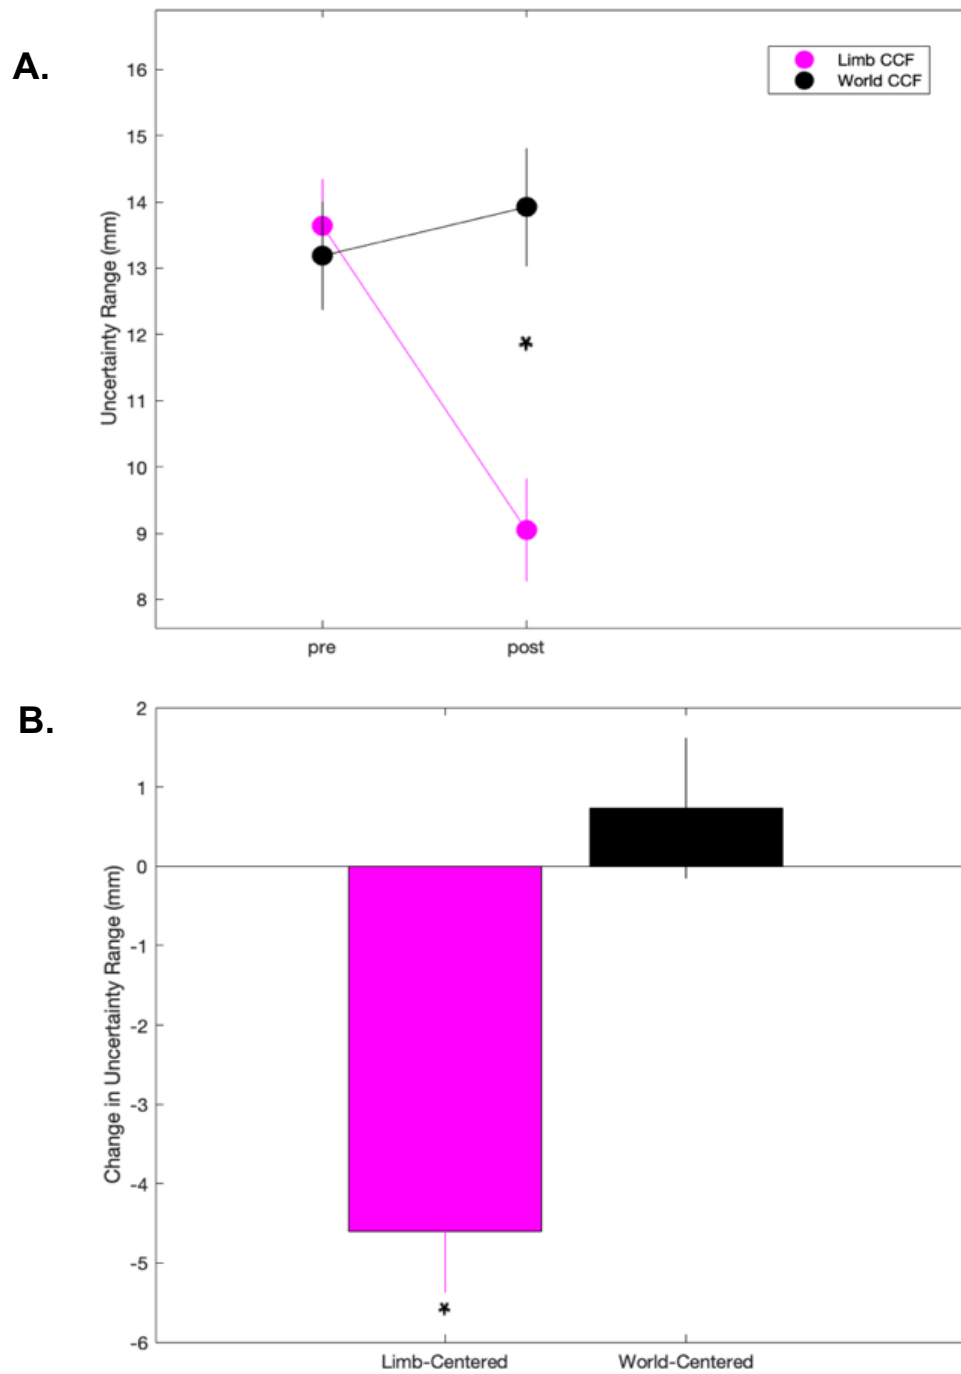 A.
Limb CCF
World CCF
Uncertainty Range (mm)
16
15
14
13
12
11
10
9
8
*
pre post
B.
Change in Uncertainty Range (mm)
2
1
0
-1
-2
-3
-4
-5
-6
*
Limb-Centered World-Centered